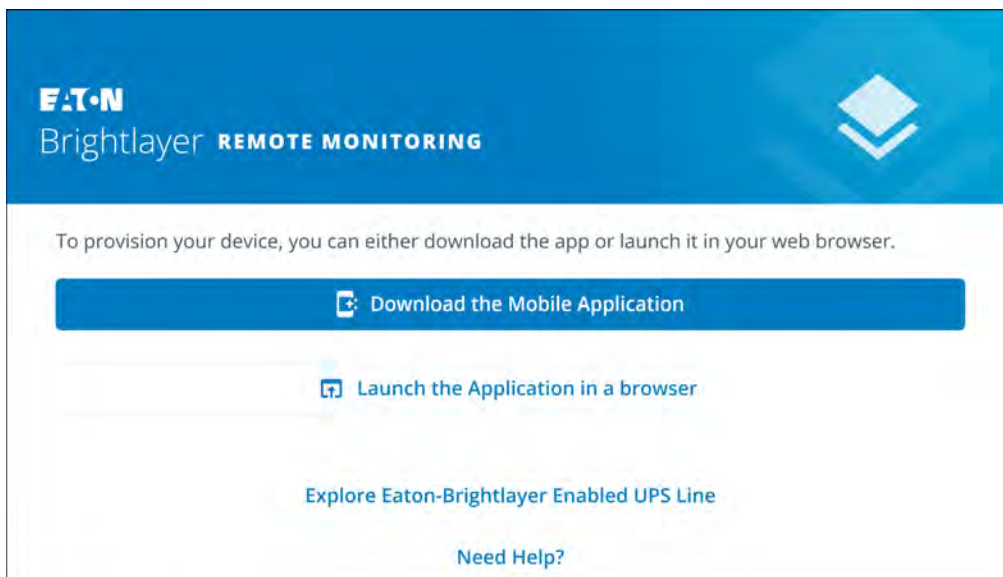 EATON
Brightlayer REMOTE MONITORING
To provision your device, you can either download the app or launch it in your web browser.
Download the Mobile Application
Launch the Application in a browser
Explore Eaton-Brightlayer Enabled UPS Line
Need Help?